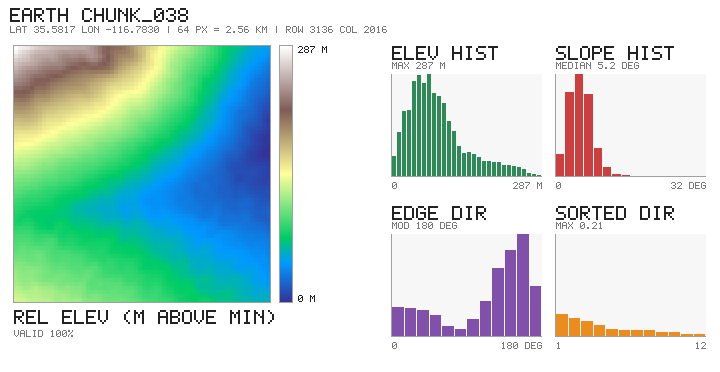 EARTH CHUNK_038
LAT 35.5817 LON -116.7830 | 64 PX = 2.56 KM | ROW 3136 COL 2016
287 M
0 M
REL ELEV (M ABOVE MIN)
VALID 100%
ELEV HIST
MAX 287 M
0 287 M
SLOPE HIST
MEDIAN 5.2 DEG
0 32 DEG
EDGE DIR
MOD 180 DEG
0 180 DEG
SORTED DIR
MAX 0.21
1 12